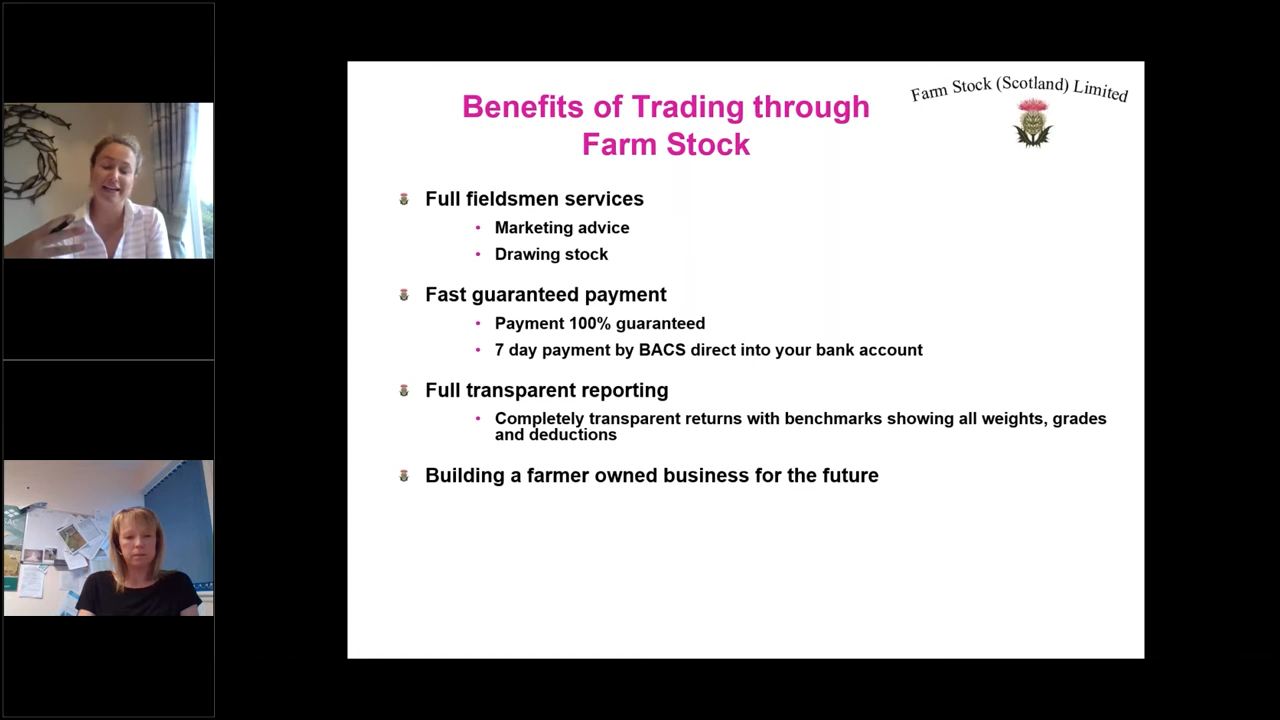 Farm Stock (Scotland) Limited
Benefits of Trading through
Farm Stock
Full fieldsmen services
Marketing advice
Drawing stock
Fast guaranteed payment
Payment 100% guaranteed
7 day payment by BACS direct into your bank account
Full transparent reporting
Completely transparent returns with benchmarks showing all weights, grades
and deductions
Building a farmer owned business for the future